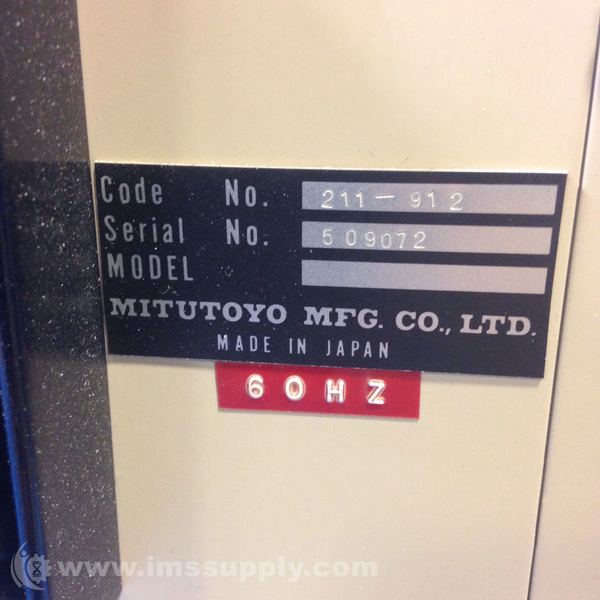 Code No. 211-912
Serial No. 509072
MODEL
MITUTOYO MFG. CO., LTD.
MADE IN JAPAN
60HZ
www.imssupply.com